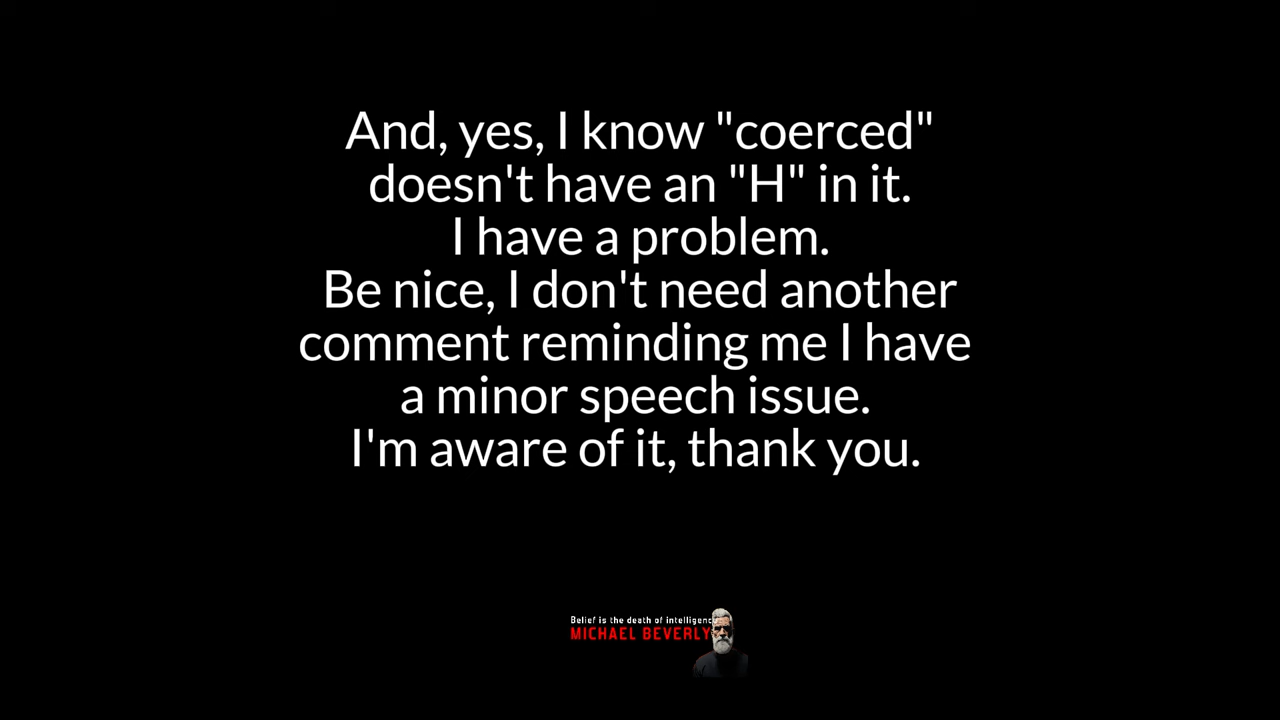 And, yes, I know "coerced"
doesn't have an "H" in it.
I have a problem.
Be nice, I don't need another
comment reminding me I have
a minor speech issue.
I'm aware of it, thank you.
Belief is the death of intelligence
MICHAEL BEVERLY